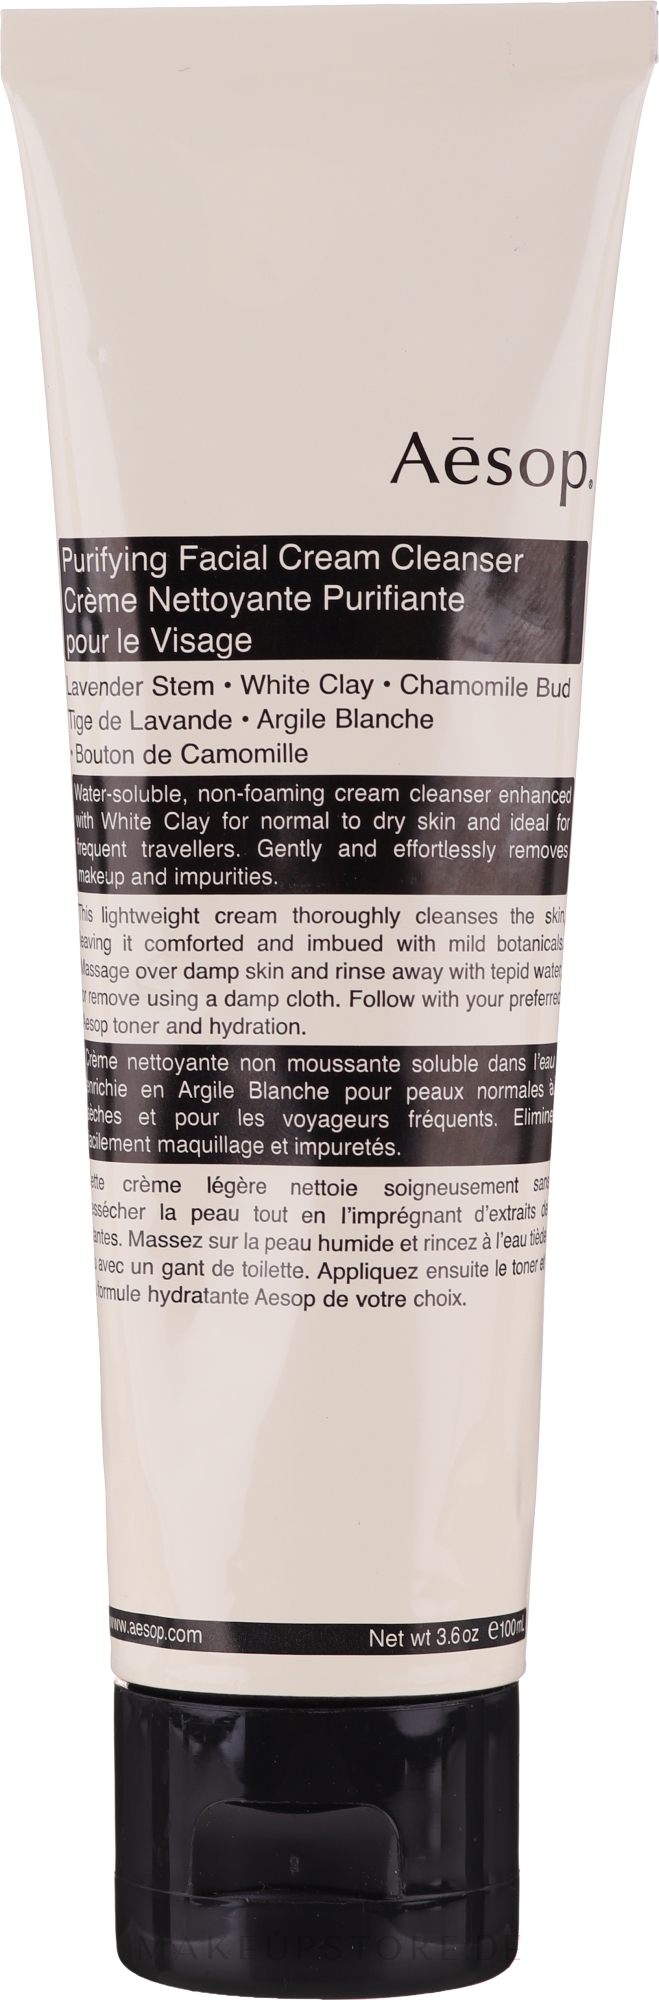 Aēsop.
Purifying Facial Cream Cleanser
Crème Nettoyante Purifiante
pour le Visage
Lavender Stem • White Clay • Chamomile Bud
Tige de Lavande • Argile Blanche
• Bouton de Camomille
Water-soluble, non-foaming cream cleanser enhanced
with White Clay for normal to dry skin and ideal for
frequent travellers. Gently and effortlessly removes
makeup and impurities.
This lightweight cream thoroughly cleanses the skin,
leaving it comforted and imbued with mild botanicals.
Massage over damp skin and rinse away with tepid water,
or remove using a damp cloth. Follow with your preferred
Aesop toner and hydration.
Crème nettoyante non moussante soluble dans l'eau
enrichie en Argile Blanche pour peaux normales à
sèches et pour les voyageurs fréquents. Elimine
facilement maquillage et impuretés.
crème légère nettoie soigneusement sans
assécher la peau tout en l'imprégnant d'extraits de
Massez sur la peau humide et rincez à l'eau tiède
avec un gant de toilette. Appliquez ensuite le toner et
formule hydratante Aesop de votre choix.
www.aesop.com
Net wt 3.6 oz ℮100mL
MAKEUPSTORE.DE